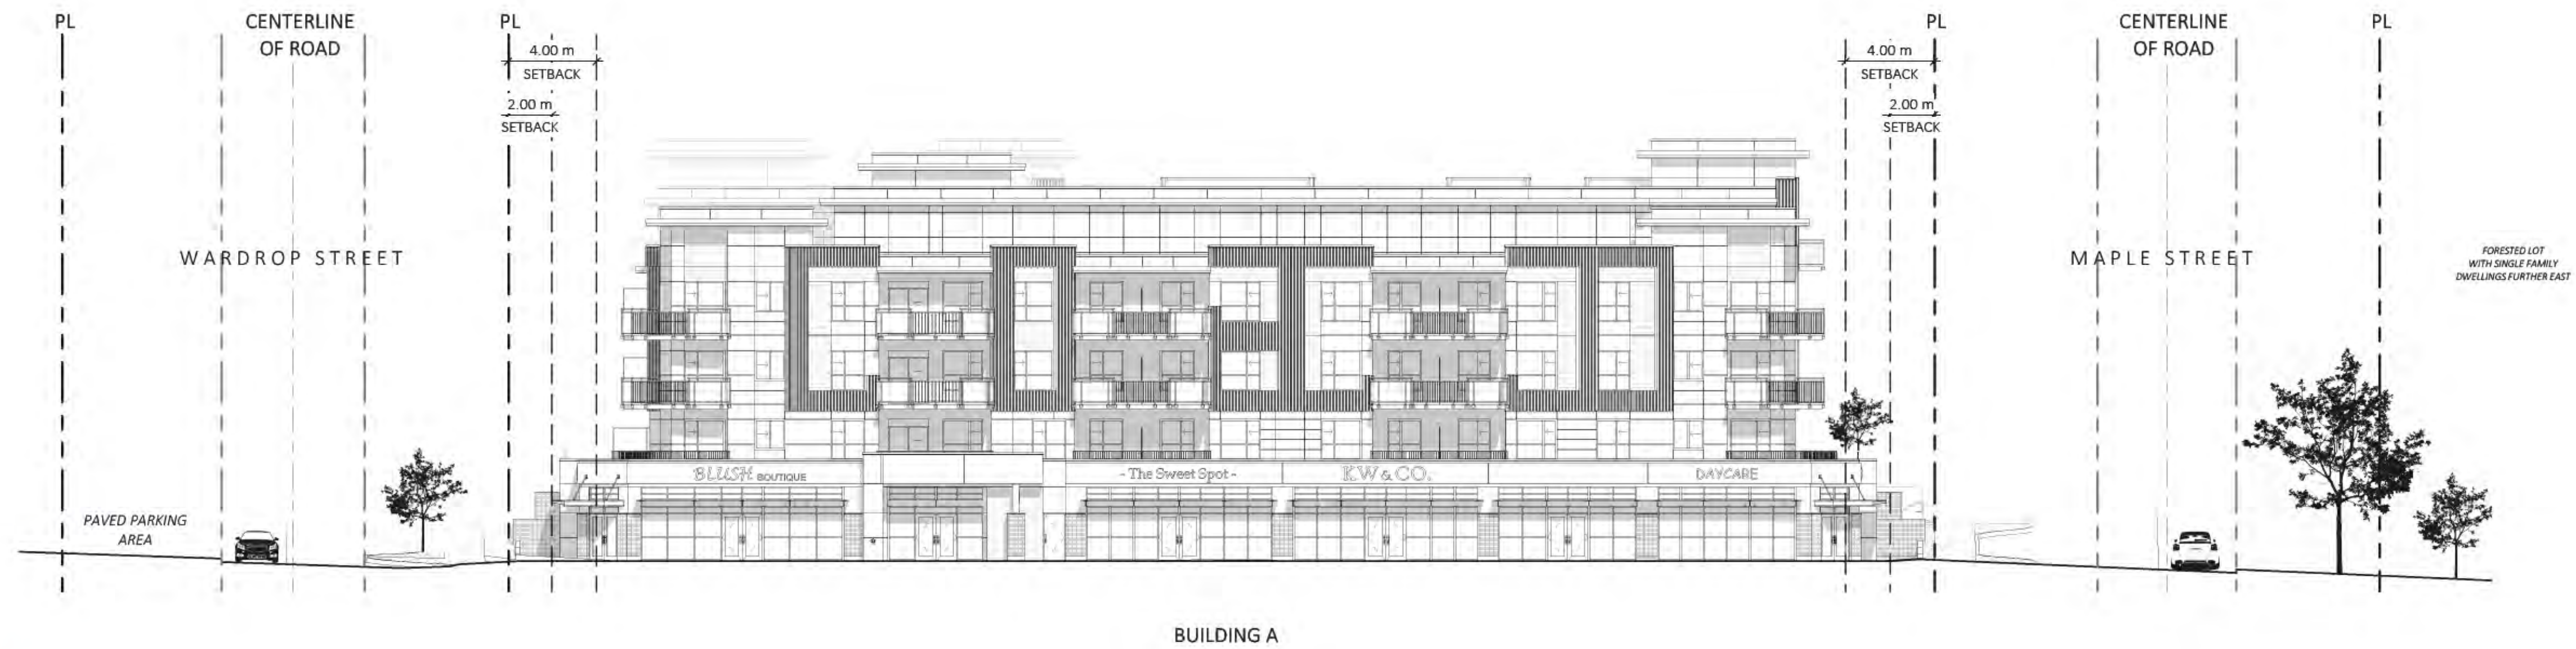 PL
CENTERLINE
OF ROAD
PL
4.00 m
SETBACK
2.00 m
SETBACK
PL
4.00 m
SETBACK
2.00 m
SETBACK
CENTERLINE
OF ROAD
PL
WARDROP STREET
MAPLE STREET
FORESTED LOT
WITH SINGLE FAMILY
DWELLINGS FURTHER EAST
BLUSH BOUTIQUE
- The Sweet Spot -
KW & CO.
DAYCARE
PAVED PARKING
AREA
BUILDING A